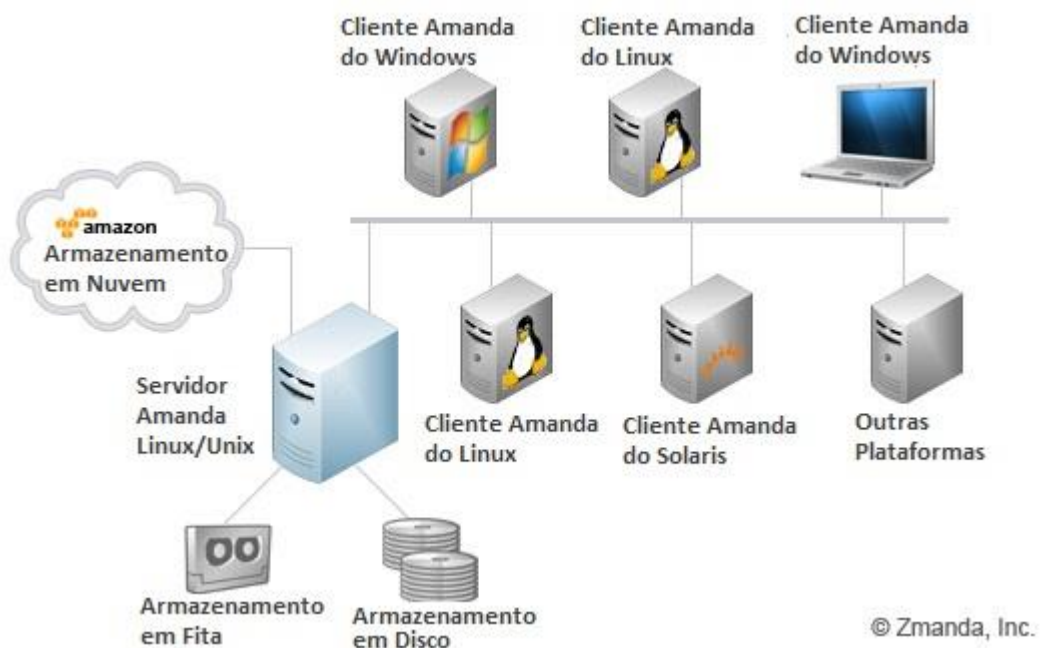 Cliente Amanda
do Windows
Cliente Amanda
do Linux
Cliente Amanda
do Windows
amazon
Armazenamento
em Nuvem
Servidor
Amanda
Linux/Unix
Cliente Amanda
do Linux
Cliente Amanda
do Solaris
Outras
Plataformas
Armazenamento
em Fita
Armazenamento
em Disco
© Zmanda, Inc.